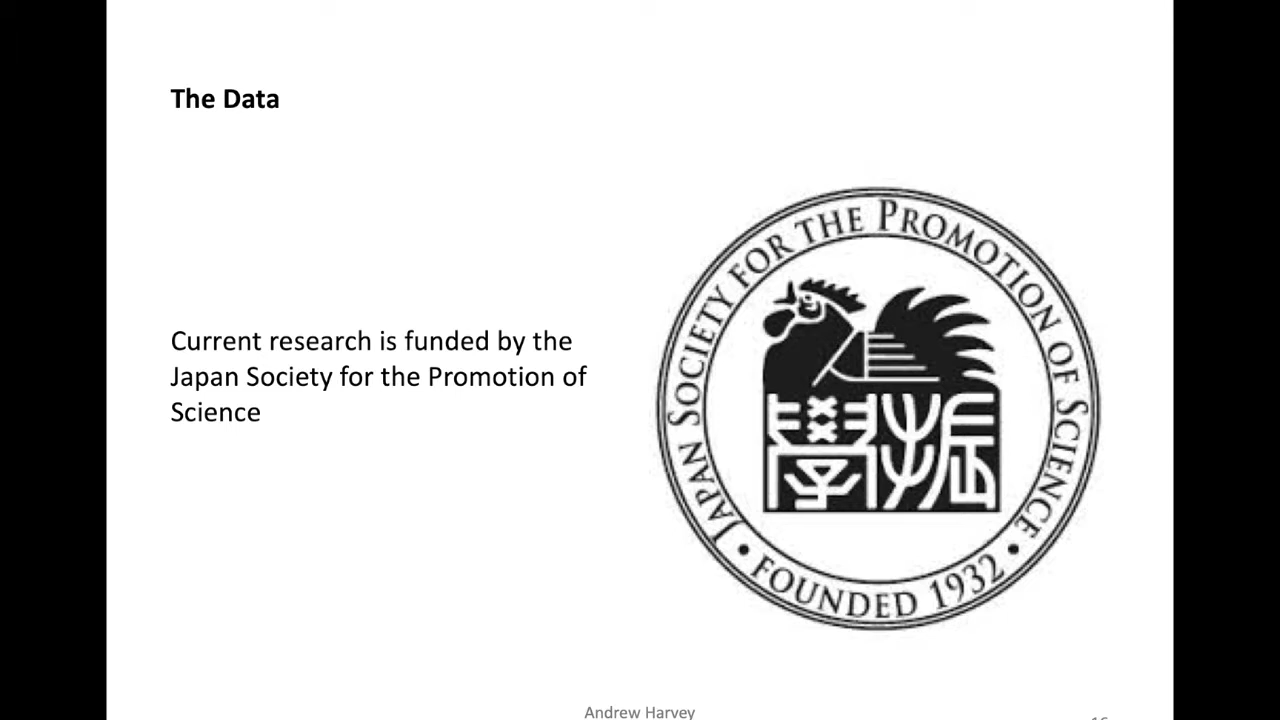 The Data
Current research is funded by the
Japan Society for the Promotion of
Science
JAPAN SOCIETY FOR THE PROMOTION OF SCIENCE
學振
• FOUNDED 1932 •
Andrew Harvey